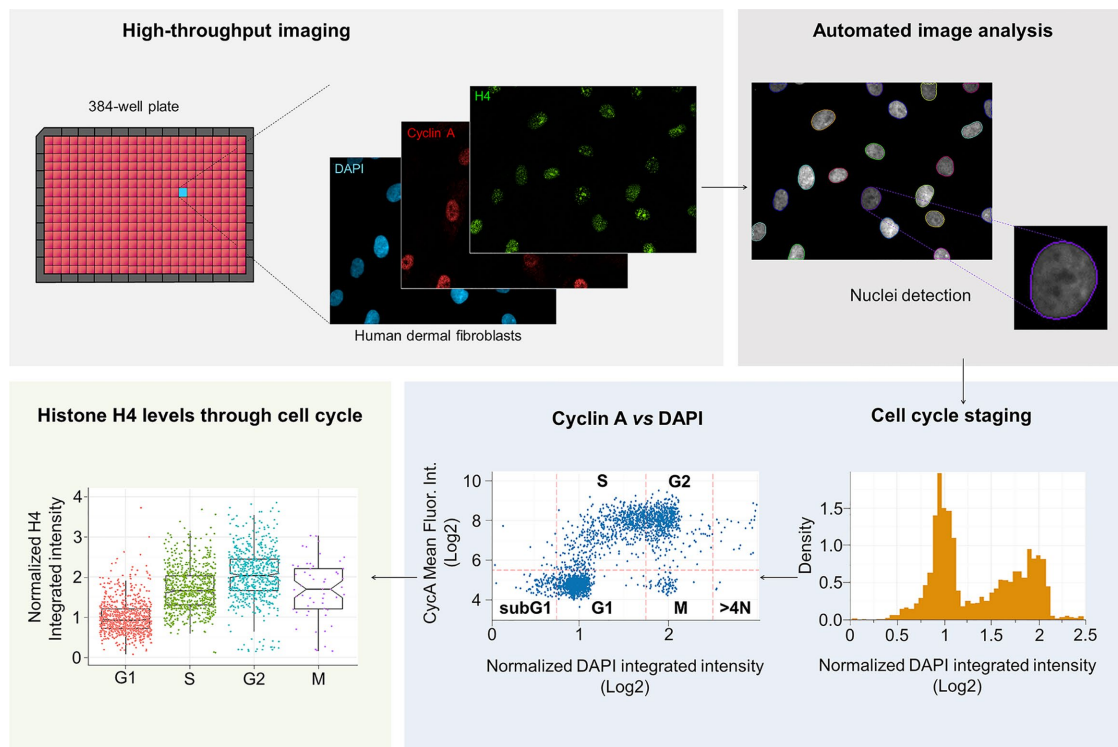 High-throughput imaging
384-well plate
DAPI
Cyclin A
H4
Human dermal fibroblasts
Automated image analysis
Nuclei detection
Histone H4 levels through cell cycle
Normalized H4
Integrated intensity
4
3
2
1
0
G1 S G2 M
Cyclin A vs DAPI
CycA Mean Fluor. Int.
(Log2)
10
8
6
4
S G2
subG1 G1 M >4N
0 1 2
Normalized DAPI integrated intensity
(Log2)
Cell cycle staging
Density
1.5
1.0
0.5
0.0
0 0.5 1 1.5 2 2.5
Normalized DAPI integrated intensity
(Log2)